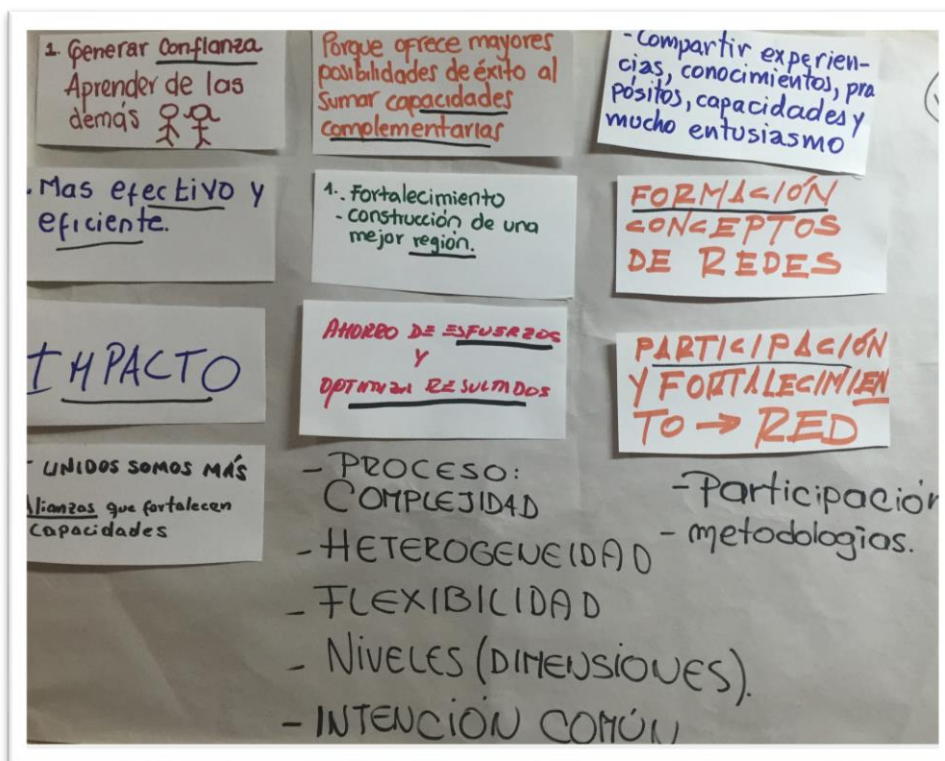 1. Generar Confianza
Aprender de los
demás
Porque ofrece mayores
posibilidades de éxito al
sumar capacidades
complementarias
- Compartir experien-
cias, conocimientos, pro
pósitos, capacidades y
mucho entusiasmo
. Mas efectivo y
eficiente.
1. Fortalecimiento
- construcción de una
mejor región.
FORMACIÓN
CONCEPTOS
DE REDES
IMPACTO
AHORRO DE ESFUERZOS
Y
OPTIMIZAR RESULTADOS
PARTICIPACIÓN
Y FORTALECIMIEN
TO → RED
- UNIDOS SOMOS MÁS
Alianzas que fortalecen
capacidades
- PROCESO:
COMPLEJIDAD
- HETEROGENEIDAD
- FLEXIBILIDAD
- NIVELES (DIMENSIONES).
- INTENCIÓN COMÚN
- Participación
- metodologias.